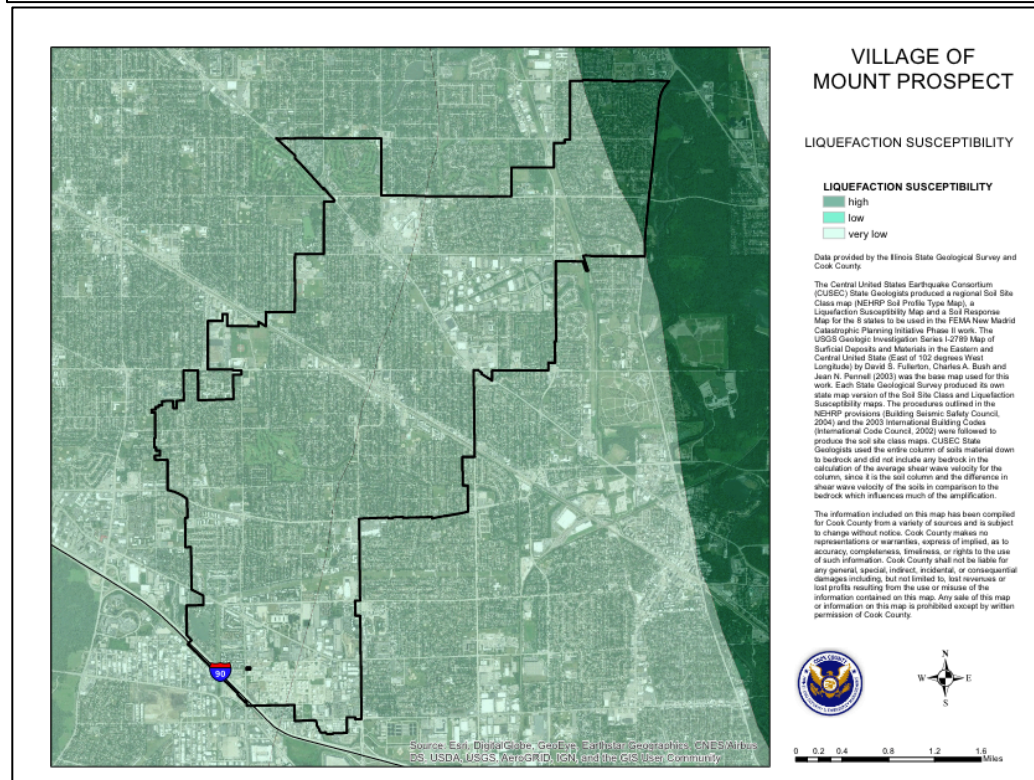 VILLAGE OF
MOUNT PROSPECT
LIQUEFACTION SUSCEPTIBILITY
LIQUEFACTION SUSCEPTIBILITY
high
low
very low
Data provided by the Illinois State Geological Survey and
Cook County.
The Central United States Earthquake Consortium
(CUSEC) State Geologists produced a regional Soil Site
Class map (NEHRP Soil Profile Type Map), a
Liquefaction Susceptibility Map and a Soil Response
Map for the 8 states to be used in the FEMA New Madrid
Catastrophic Planning Initiative Phase II work. The
USGS Geologic Investigation Series I-2789 Map of
Surficial Deposits and Materials in the Eastern and
Central United State (East of 102 degrees West
Longitude) by David S. Fullerton, Charles A. Bush and
Jean N. Pennell (2003) was the base map used for this
work. Each State Geological Survey produced its own
state map version of the Soil Site Class and Liquefaction
Susceptibility maps. The procedures outlined in the
NEHRP provisions (Building Seismic Safety Council,
2004) and the 2003 International Building Codes
(International Code Council, 2002) were followed to
produce the soil site class maps. CUSEC State
Geologists used the entire column of soils material down
to bedrock and did not include any bedrock in the
calculation of the average shear wave velocity for the
column, since it is the soil column and the difference in
shear wave velocity of the soils in comparison to the
bedrock which influences much of the amplification.
The information included on this map has been compiled
for Cook County from a variety of sources and is subject
to change without notice. Cook County makes no
representations or warranties, express of implied, as to
accuracy, completeness, timeliness, or rights to the use
of such information. Cook County shall not be liable for
any general, special, indirect, incidental, or consequential
damages including, but not limited to, lost revenues or
lost profits resulting from the use or misuse of the
information contained on this map. Any sale of this map
or information on this map is prohibited except by written
permission of Cook County.
90
COOK COUNTY
N
W E
S
Source: Esri, DigitalGlobe, GeoEye, Earthstar Geographics, CNES/Airbus
DS, USDA, USGS, AeroGRID, IGN, and the GIS User Community
0 0.2 0.4 0.8 1.2 1.6
Miles